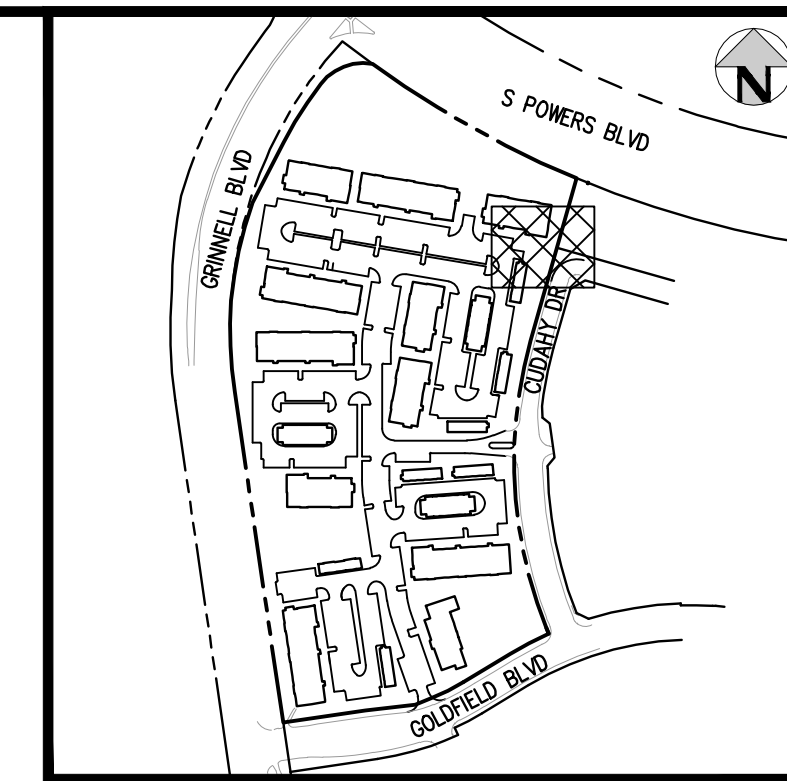 S POWERS BLVD
N
GRINNELL BLVD
CUDAHY DR
GOLDFIELD BLVD